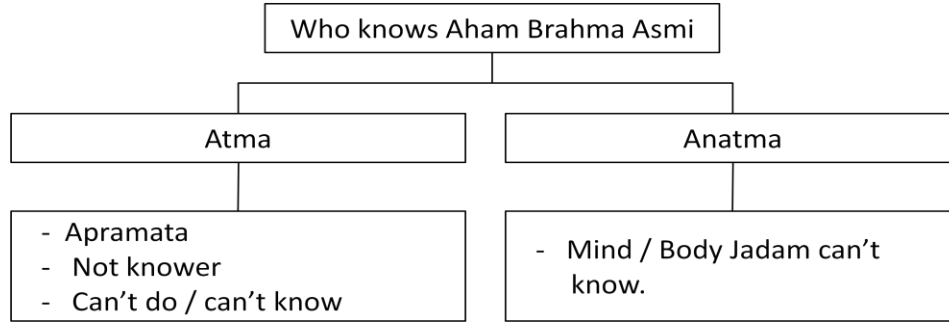 Who knows Aham Brahma Asmi
Atma
Anatma
- Apramata
- Not knower
- Can’t do / can’t know
- Mind / Body Jadam can’t
know.